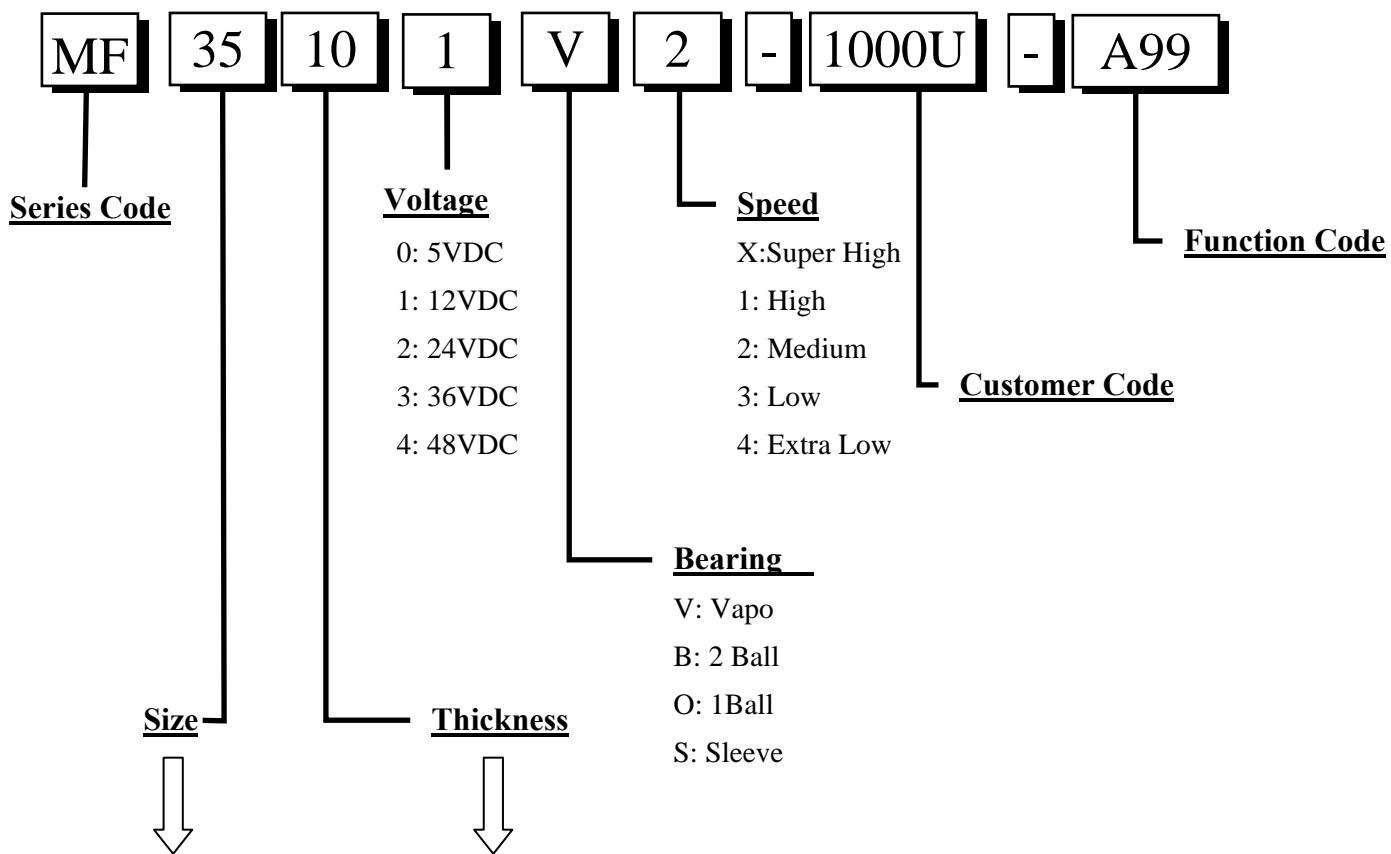 MF 35 10 1 V 2 - 1000U - A99
Series Code
Voltage
0: 5VDC
1: 12VDC
2: 24VDC
3: 36VDC
4: 48VDC
Speed
X:Super High
1: High
2: Medium
3: Low
4: Extra Low
Function Code
Customer Code
Bearing
V: Vapo
B: 2 Ball
O: 1Ball
S: Sleeve
Size
Thickness